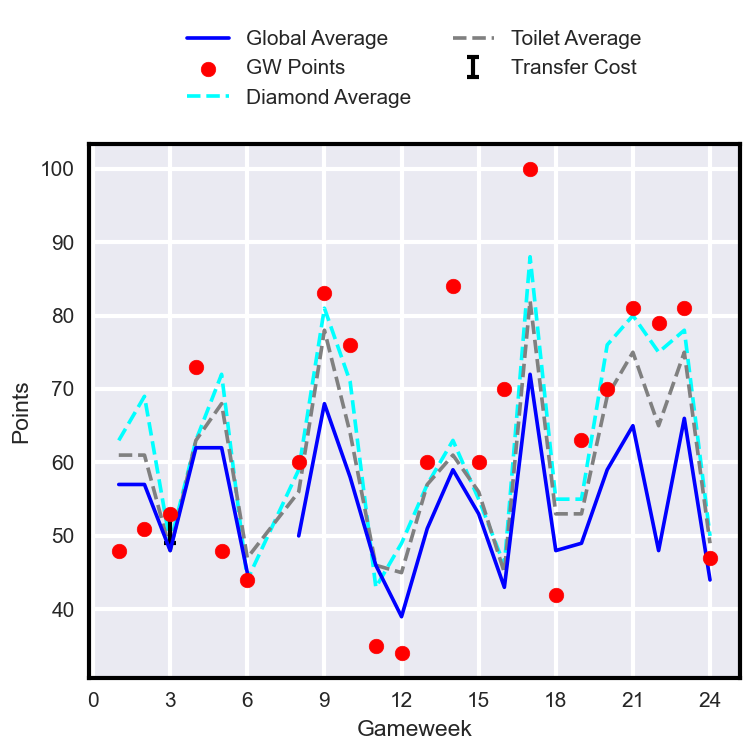 Global Average
GW Points
Diamond Average
Toilet Average
Transfer Cost
100
90
80
70
60
50
40
Points
0 3 6 9 12 15 18 21 24
Gameweek